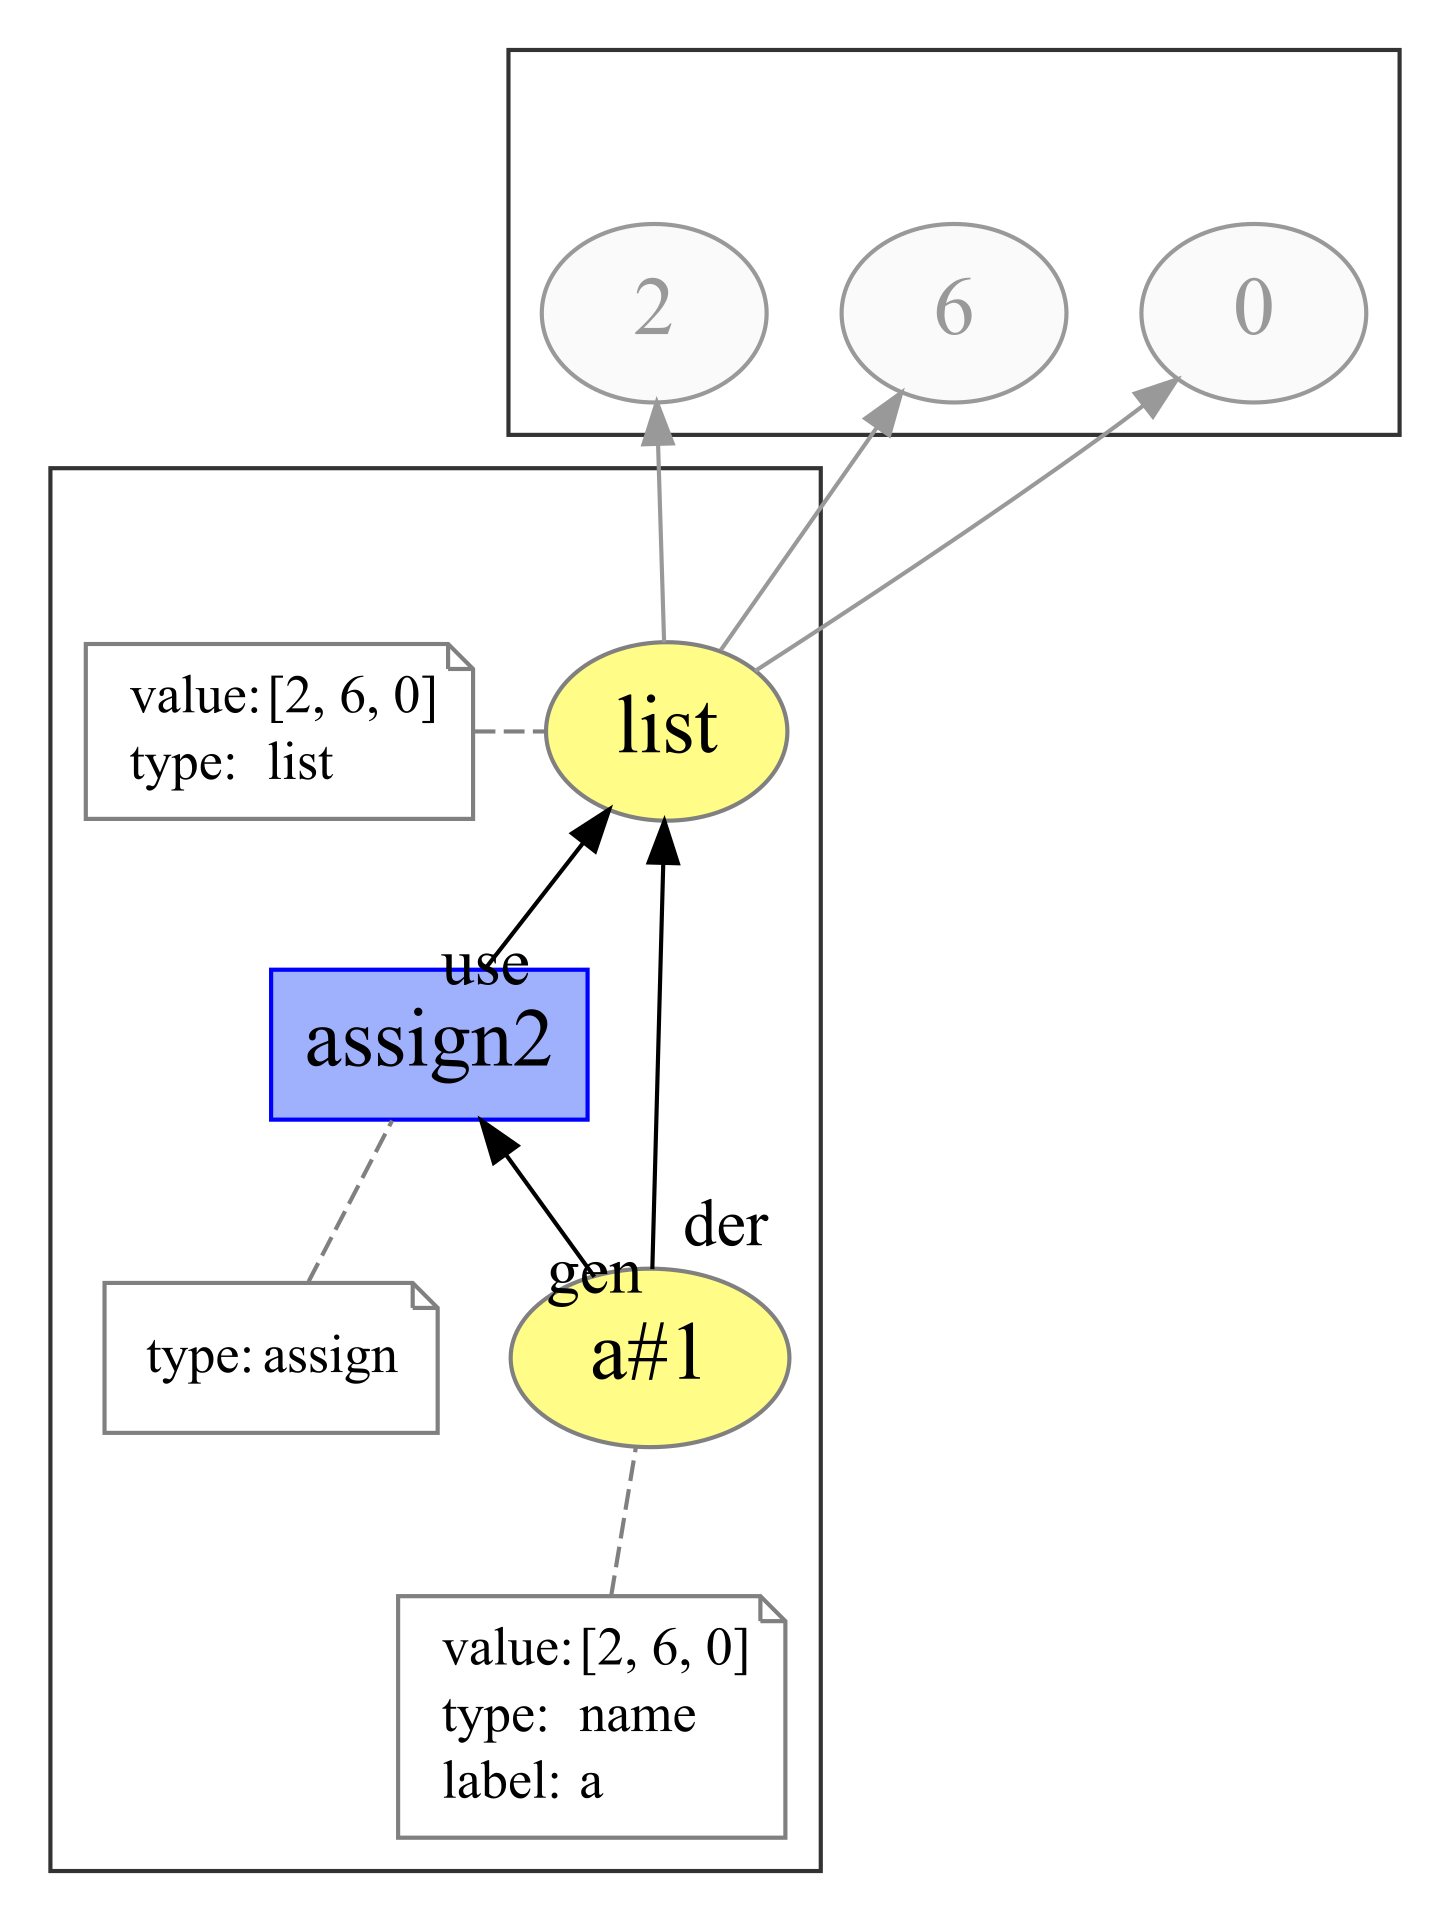 2 6 0
list
value: [2, 6, 0]
type: list
use
assign2
der
gen
a#1
type: assign
value: [2, 6, 0]
type: name
label: a